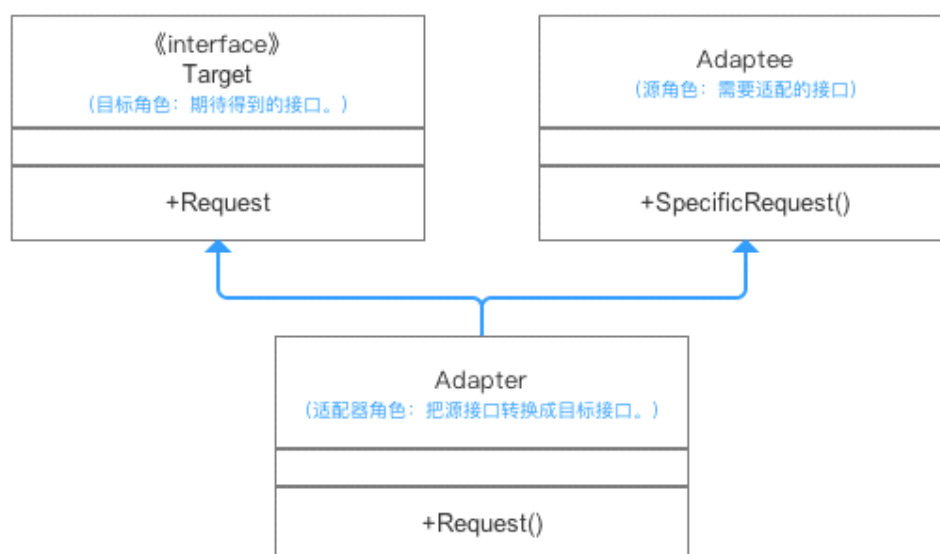 《interface》
Target
（目标角色：期待得到的接口。）
+Request
Adaptee
（源角色：需要适配的接口）
+SpecificRequest()
Adapter
（适配器角色：把源接口转换成目标接口。）
+Request()